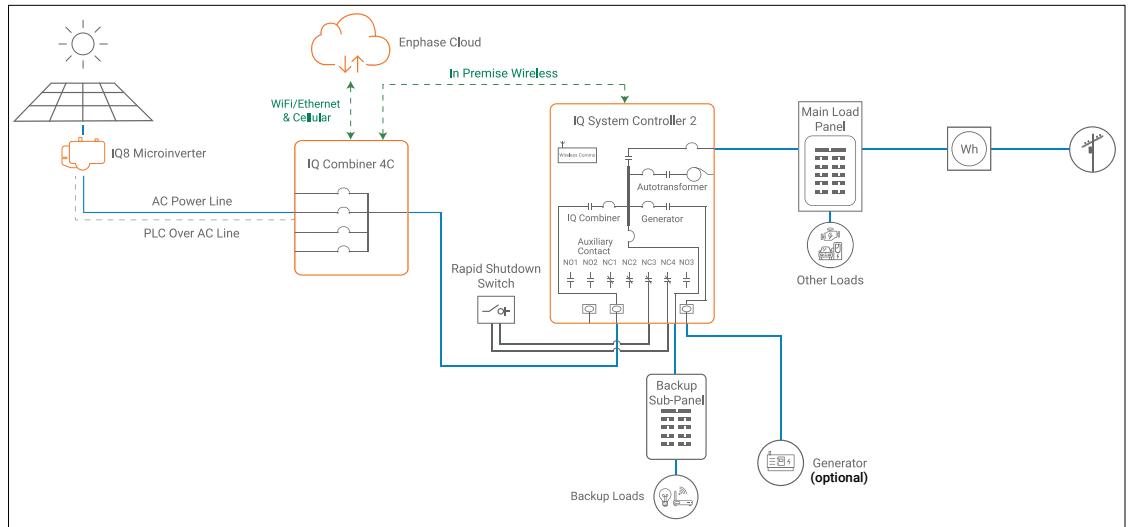 Enphase Cloud
In Premise Wireless
WiFi/Ethernet
& Cellular
IQ8 Microinverter
IQ Combiner 4C
AC Power Line
PLC Over AC Line
IQ System Controller 2
Wireless Comms
Autotransformer
IQ Combiner
Generator
Auxiliary
Contact
NO1 NO2 NC1 NC2 NC3 NC4 NO3
Rapid Shutdown
Switch
Main Load
Panel
Wh
Other Loads
Backup
Sub-Panel
Backup Loads
Generator
(optional)